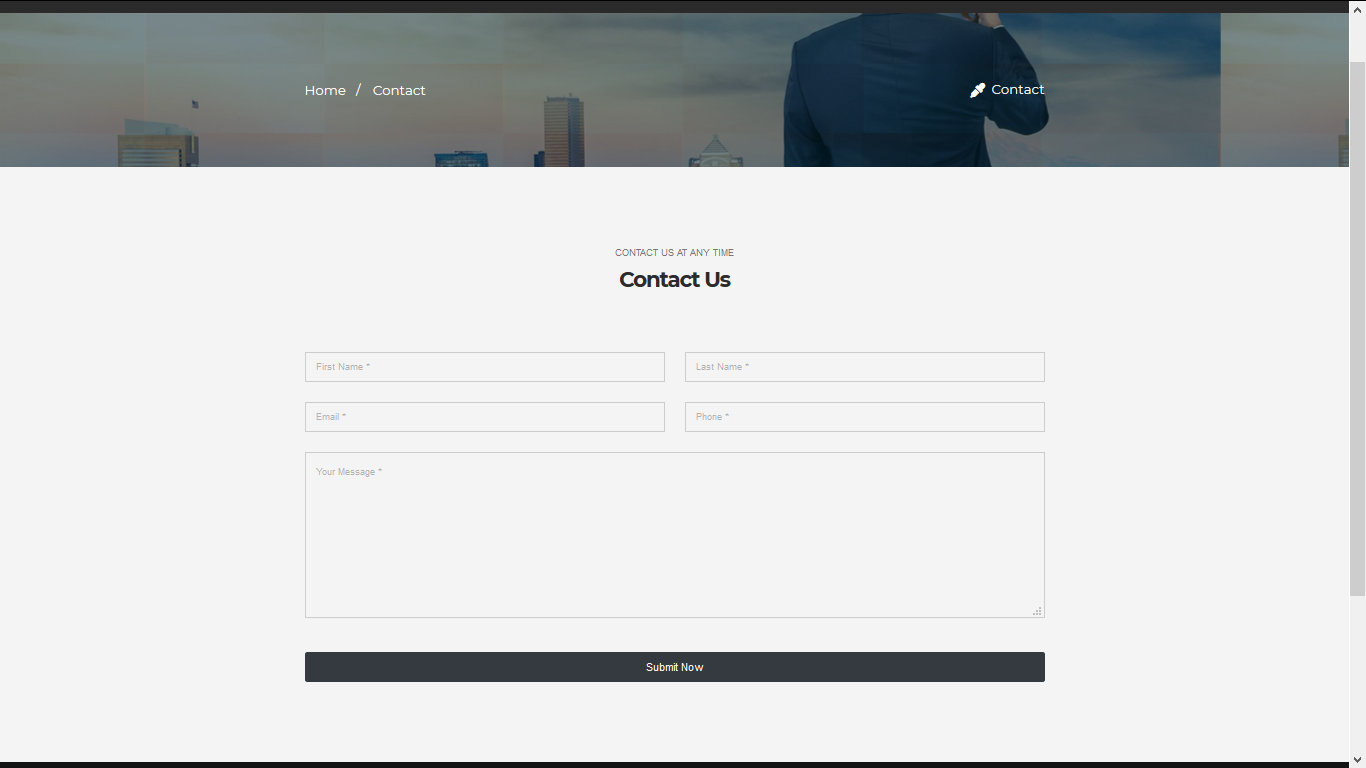 Home / Contact
Contact
CONTACT US AT ANY TIME
Contact Us
First Name *
Last Name *
Email *
Phone *
Your Message *
Submit Now